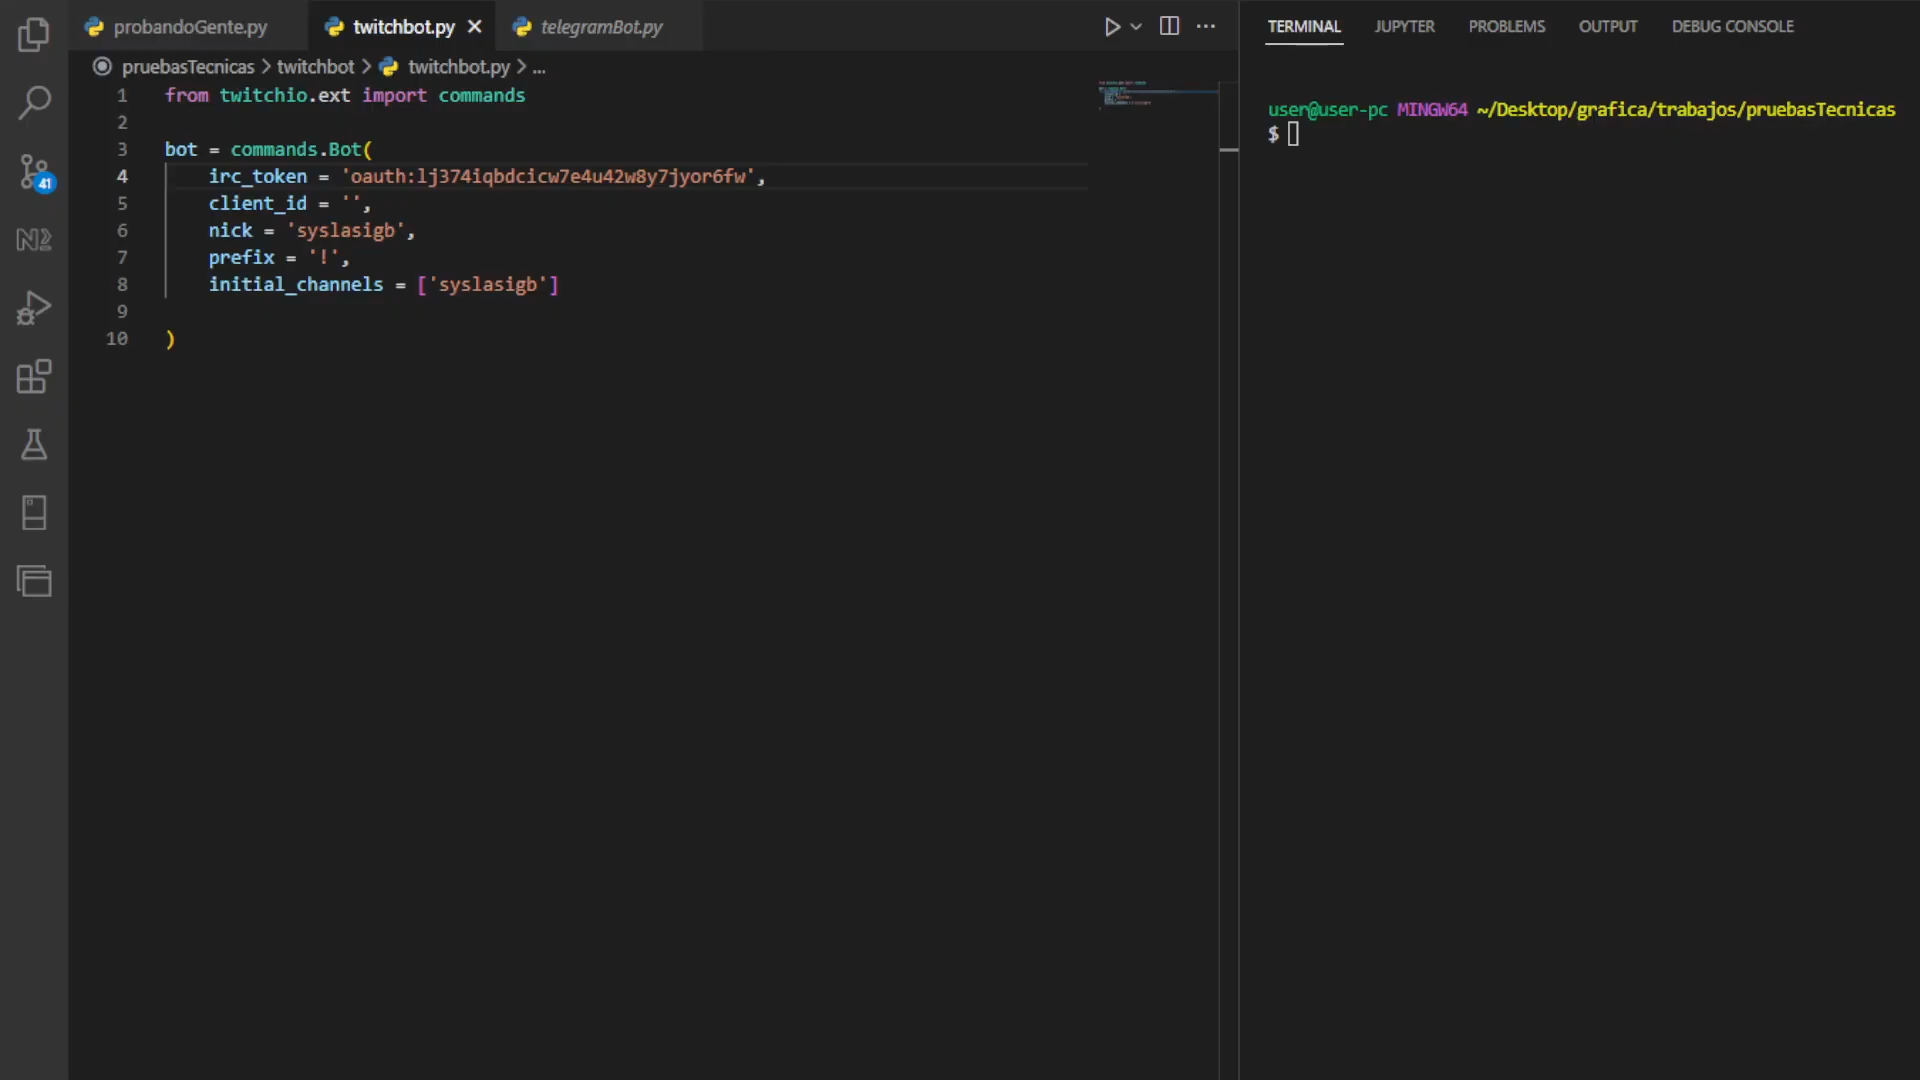 probandoGente.py
twitchbot.py
telegramBot.py
pruebasTecnicas > twitchbot > twitchbot.py > ...
1 from twitchio.ext import commands
2
3 bot = commands.Bot(
4 irc_token = 'oauth:lj374iqbdcicw7e4u42w8y7jyor6fw',
5 client_id = '',
6 nick = 'syslasigb',
7 prefix = '!',
8 initial_channels = ['syslasigb']
9
10 )
41
TERMINAL JUPYTER PROBLEMS OUTPUT DEBUG CONSOLE
user@user-pc MINGW64 ~/Desktop/grafica/trabajos/pruebasTecnicas
$